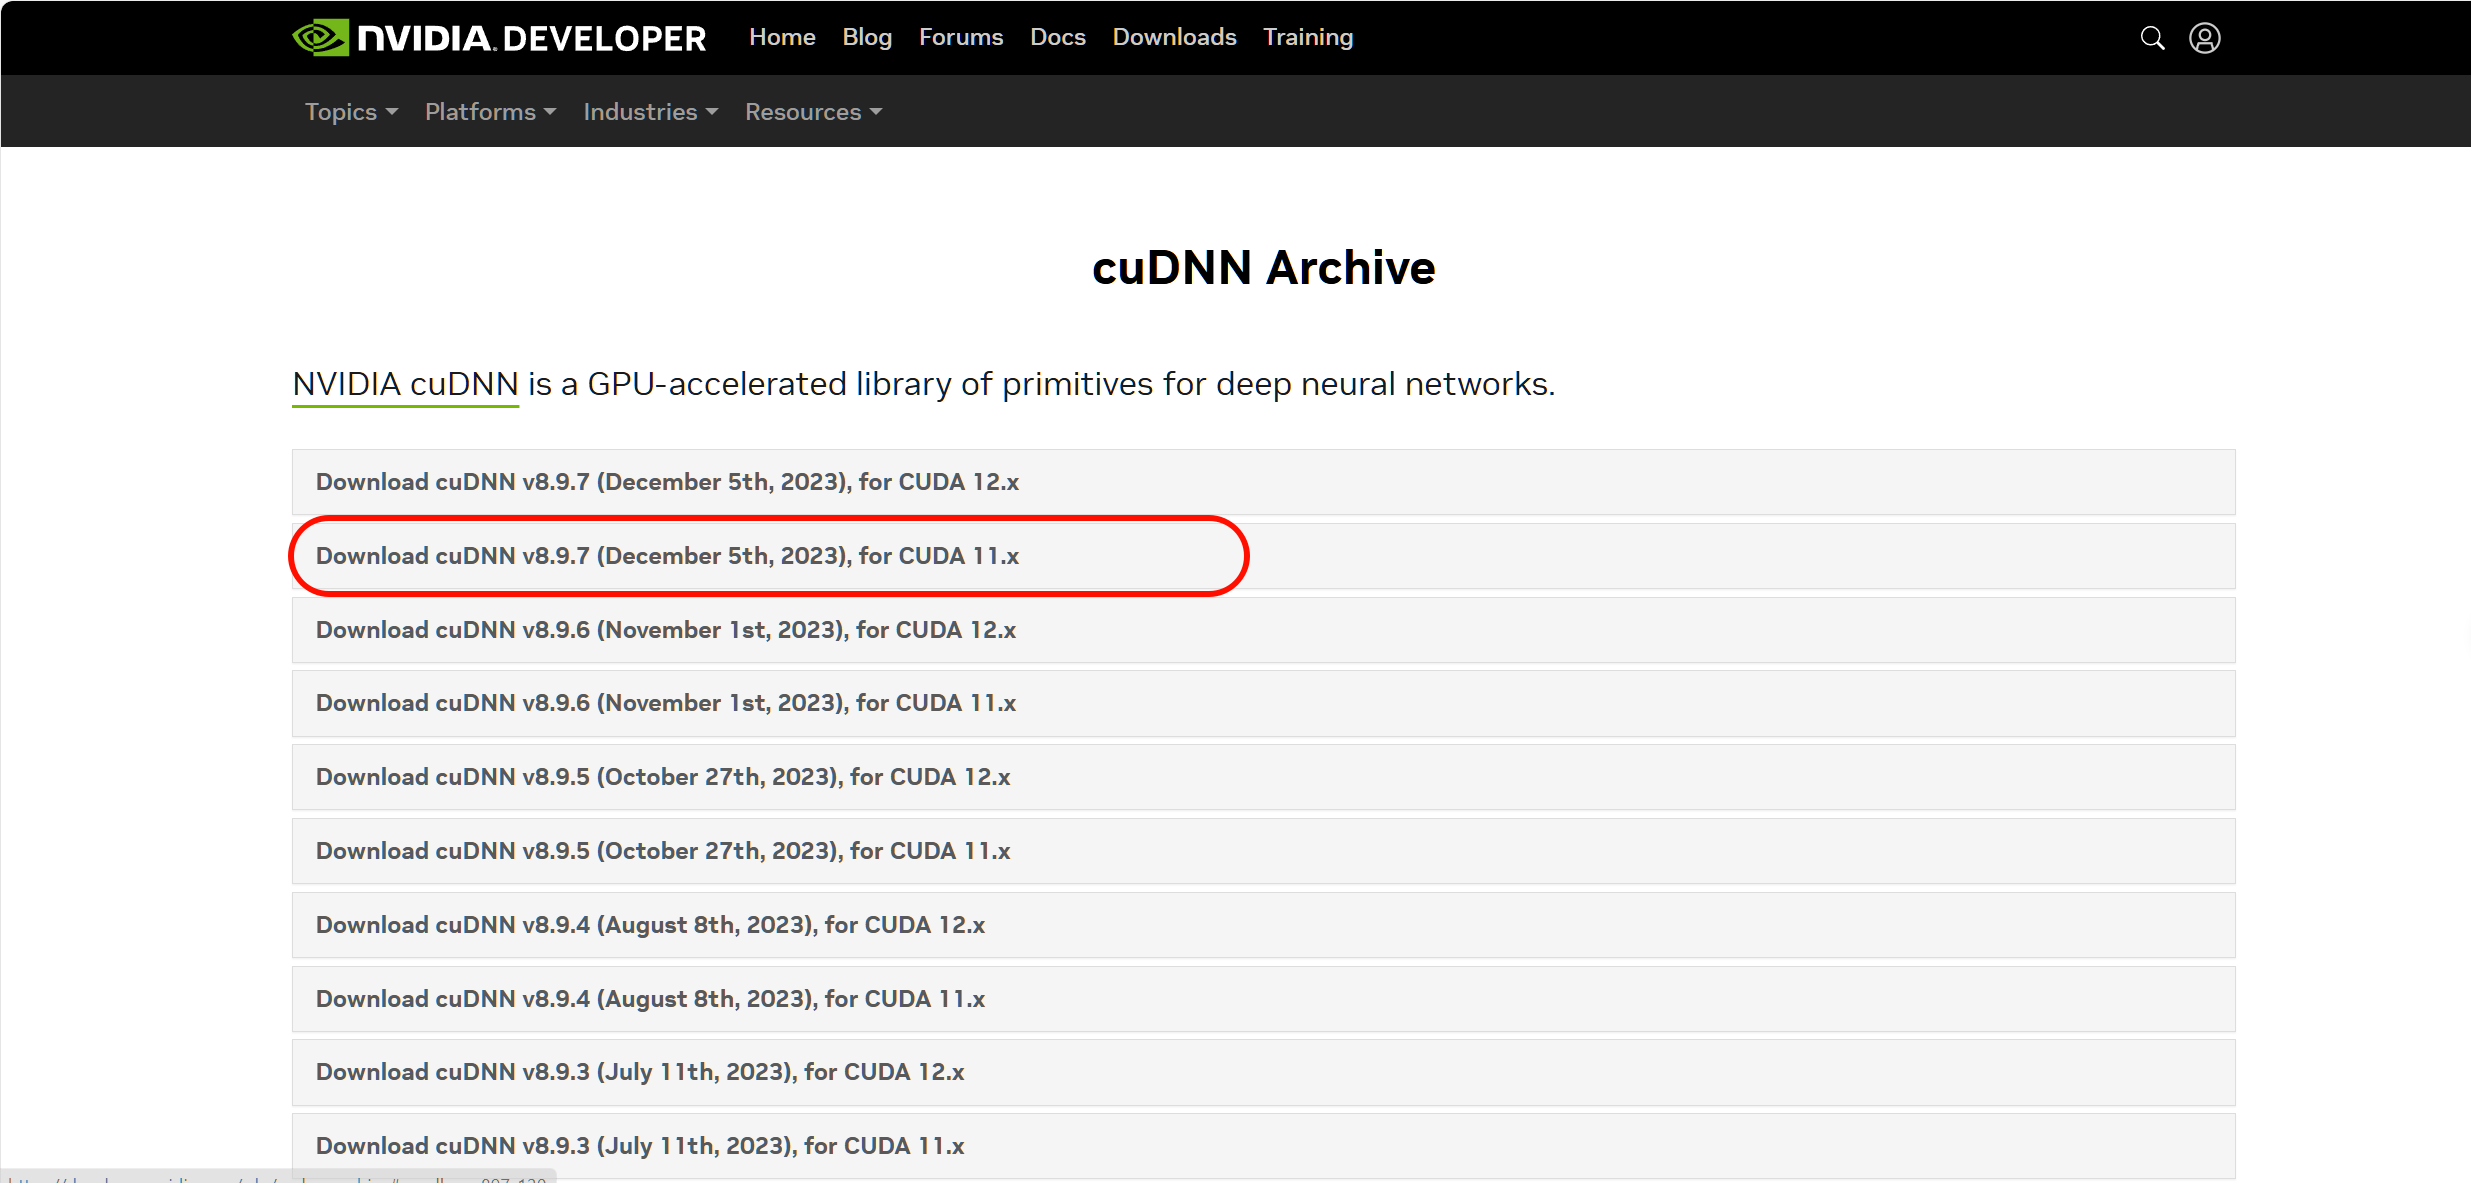 NVIDIA DEVELOPER Home Blog Forums Docs Downloads Training
Topics Platforms Industries Resources
cuDNN Archive
NVIDIA cuDNN is a GPU-accelerated library of primitives for deep neural networks.
Download cuDNN v8.9.7 (December 5th, 2023), for CUDA 12.x
Download cuDNN v8.9.7 (December 5th, 2023), for CUDA 11.x
Download cuDNN v8.9.6 (November 1st, 2023), for CUDA 12.x
Download cuDNN v8.9.6 (November 1st, 2023), for CUDA 11.x
Download cuDNN v8.9.5 (October 27th, 2023), for CUDA 12.x
Download cuDNN v8.9.5 (October 27th, 2023), for CUDA 11.x
Download cuDNN v8.9.4 (August 8th, 2023), for CUDA 12.x
Download cuDNN v8.9.4 (August 8th, 2023), for CUDA 11.x
Download cuDNN v8.9.3 (July 11th, 2023), for CUDA 12.x
Download cuDNN v8.9.3 (July 11th, 2023), for CUDA 11.x